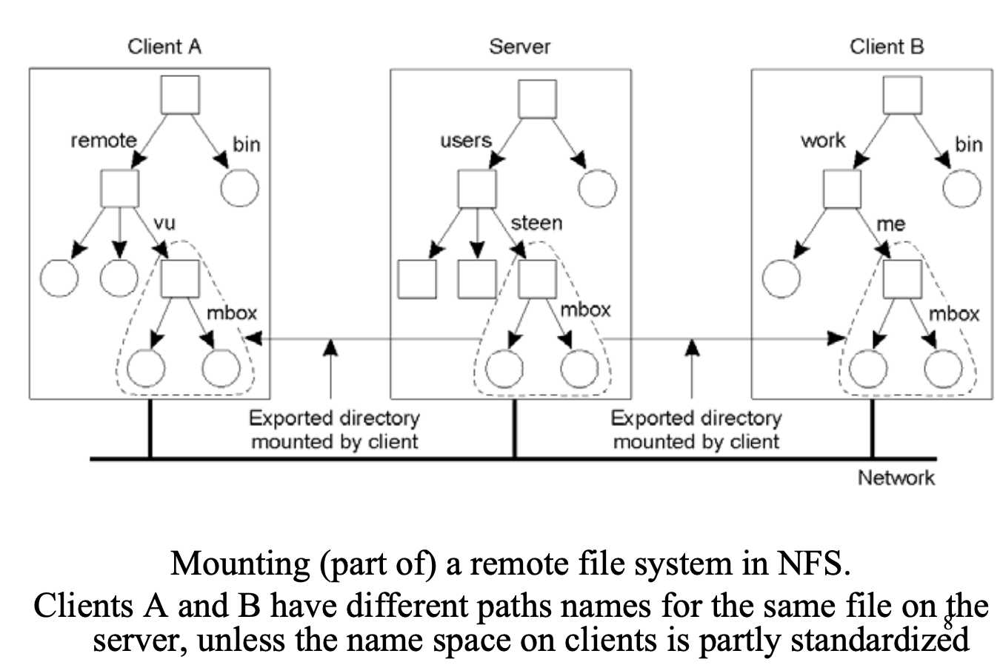 Client A
Server
Client B
remote
bin
users
work
bin
vu
steen
me
mbox
mbox
mbox
Exported directory
mounted by client
Exported directory
mounted by client
Network
Mounting (part of) a remote file system in NFS.
Clients A and B have different paths names for the same file on the
server, unless the name space on clients is partly standardized
8